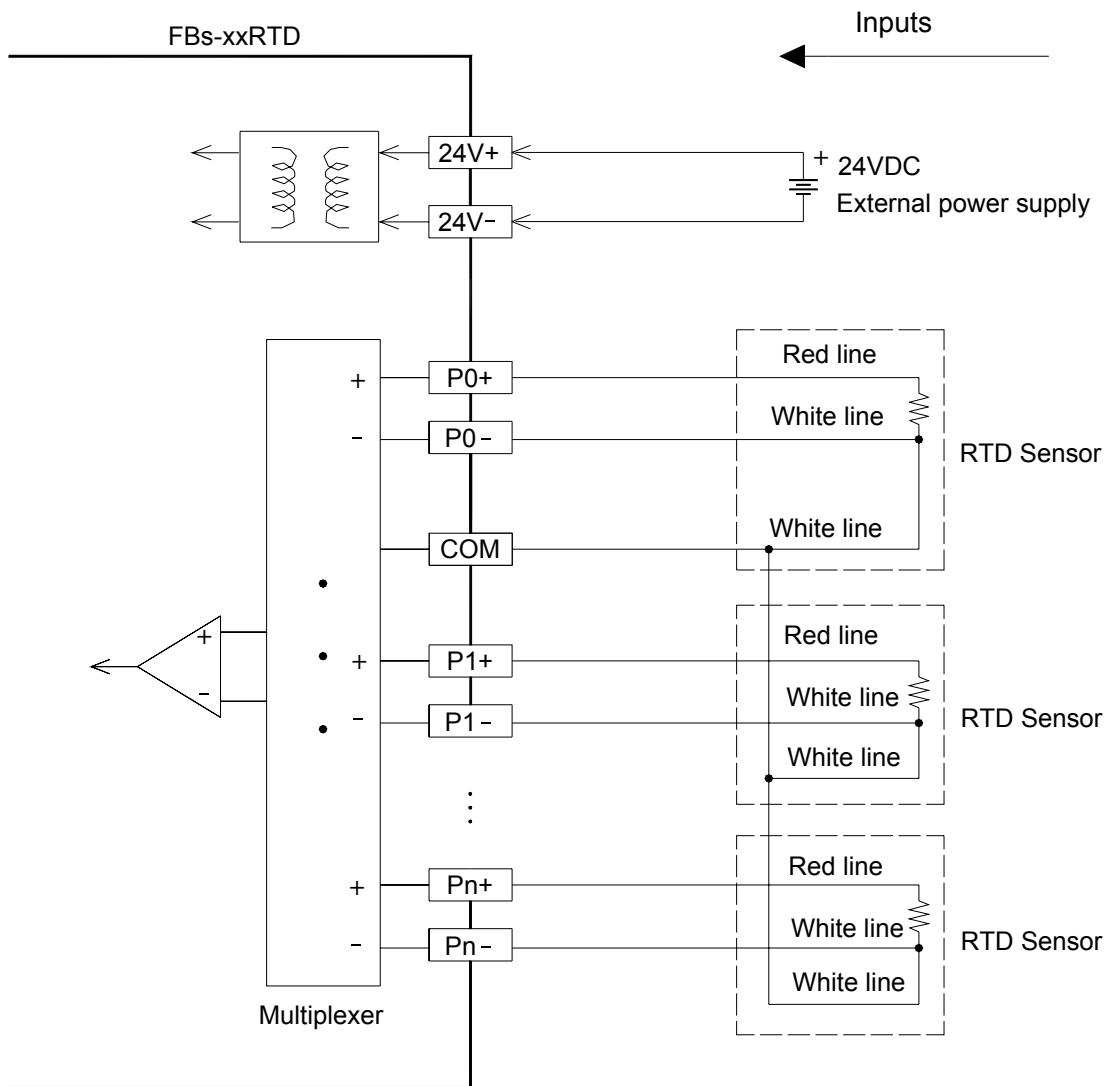 FBs-xxRTD
Inputs
24V+
24V-
+ 24VDC
External power supply
+ P0+
Red line
- P0-
White line
RTD Sensor
COM
White line
+
-
+ P1+
Red line
- P1-
White line
RTD Sensor
White line
+ Pn+
Red line
- Pn-
White line
RTD Sensor
White line
Multiplexer